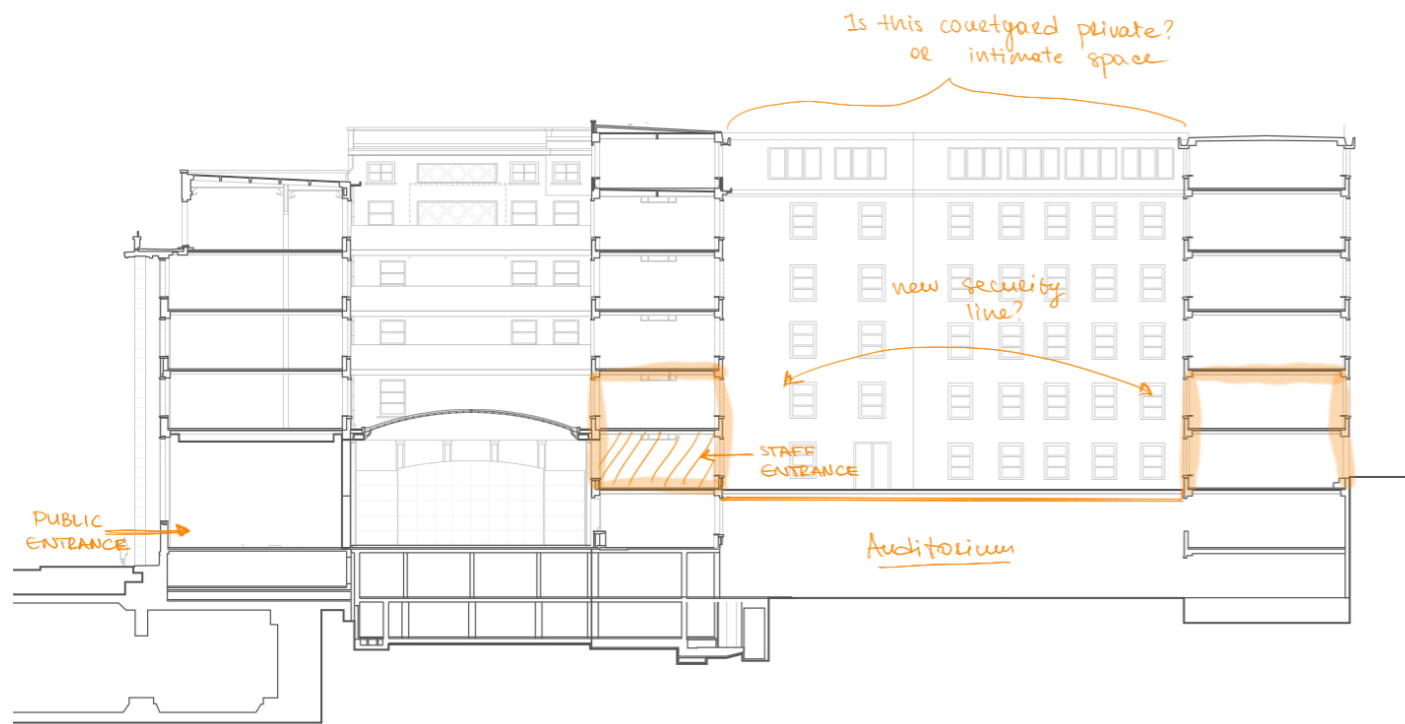 Is this courtyard private?
OR intimate space
new security
line?
STAFF
ENTRANCE
PUBLIC
ENTRANCE
Auditorium